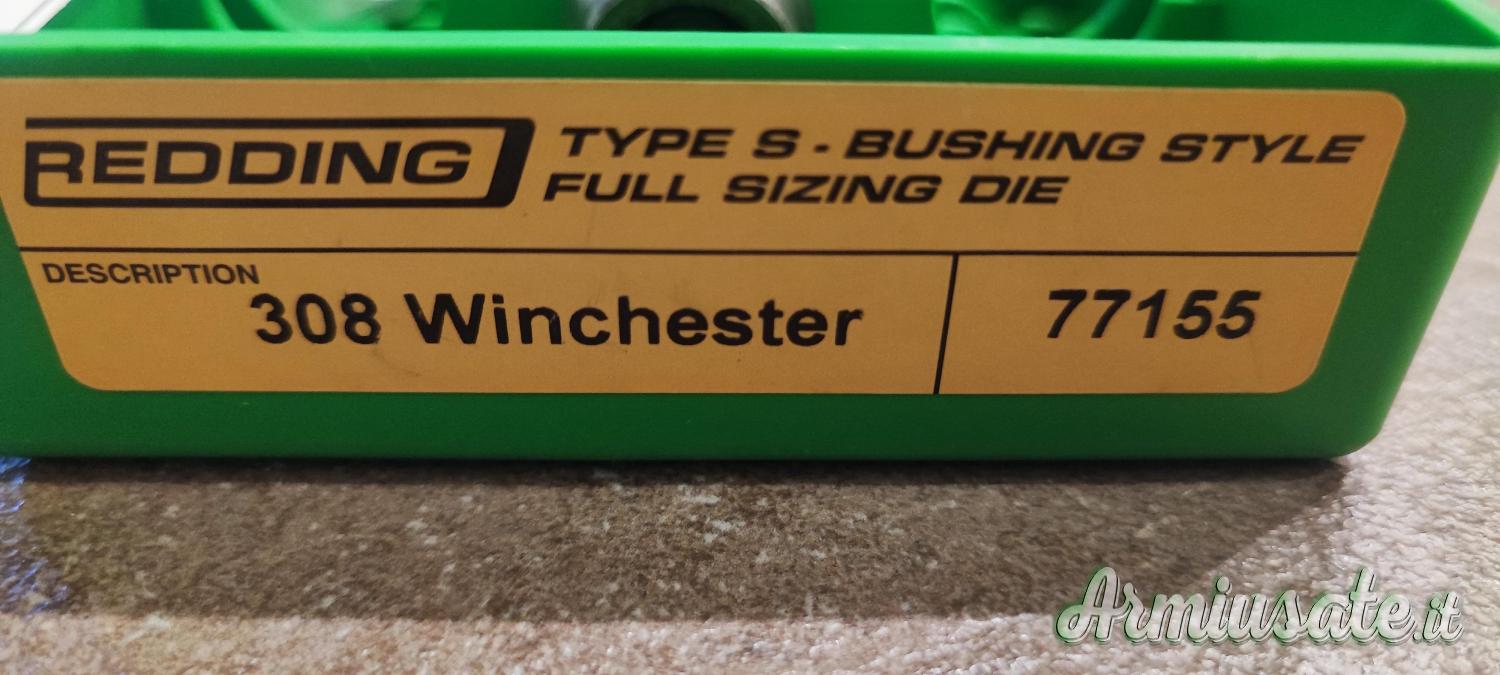 REDDING
TYPE S - BUSHING STYLE
FULL SIZING DIE
DESCRIPTION
308 Winchester
77155
Armiusate.it